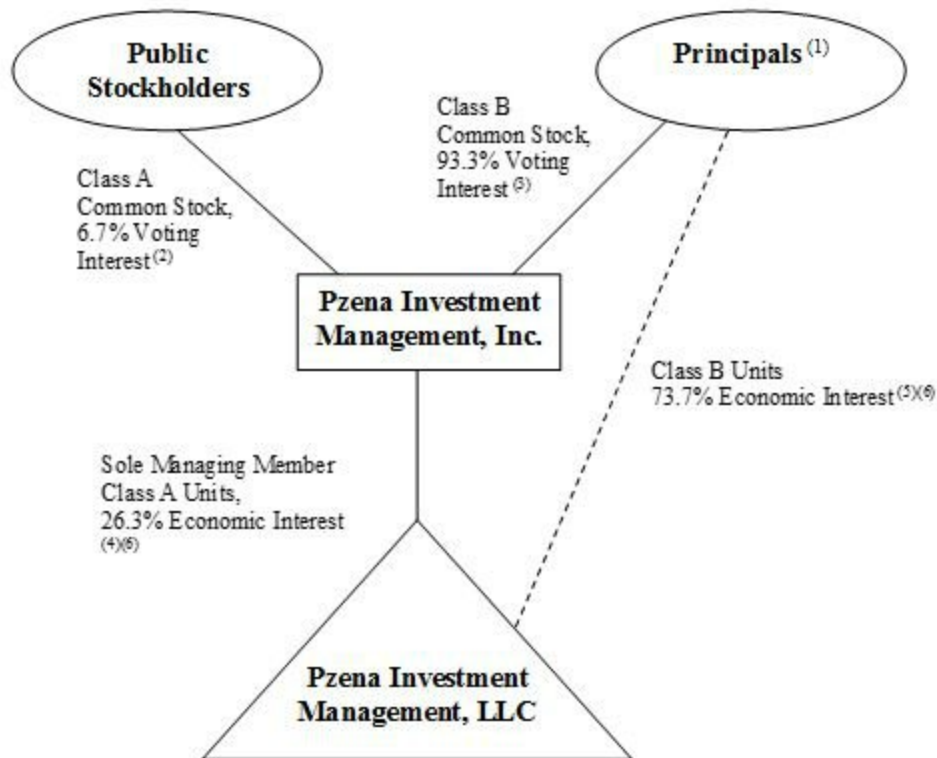 Public
Stockholders
Principals (1)
Class A
Common Stock,
6.7% Voting
Interest (2)
Class B
Common Stock,
93.3% Voting
Interest (3)
Pzena Investment
Management, Inc.
Class B Units
73.7% Economic Interest (5)(6)
Sole Managing Member
Class A Units,
26.3% Economic Interest
(4)(6)
Pzena Investment
Management, LLC